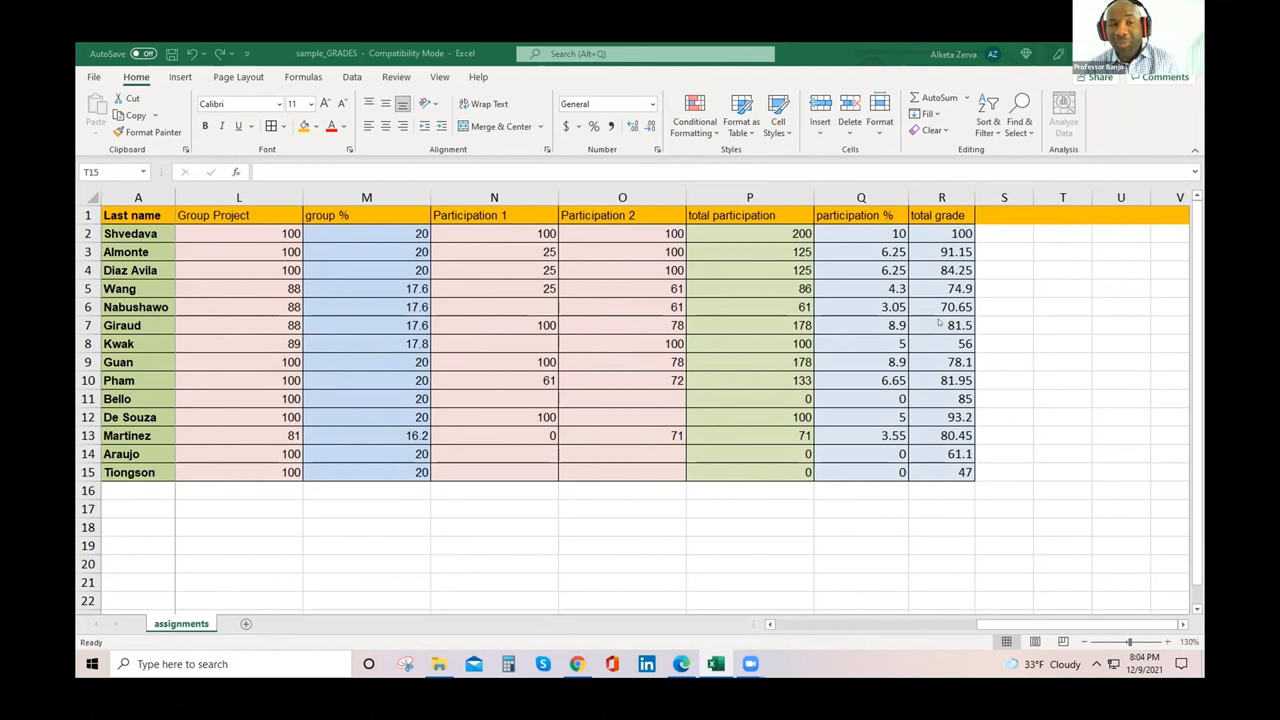 AutoSave Off sample_GRADES - Compatibility Mode - Excel Search (Alt+Q) Alketa Zerva AZ
Professor Banjo
File Home Insert Page Layout Formulas Data Review View Help Share Comments
Paste Cut Copy Format Painter Clipboard
Calibri 11 A A B I U A Font
Wrap Text Merge & Center Alignment
General $ % Number
Conditional Formatting Format as Table Cell Styles Styles
Insert Delete Format Cells
AutoSum Fill Clear Sort & Filter Find & Select Editing
Analyze Data Analysis
T15 fx
A L M N O P Q R S T U V
1 Last name Group Project group % Participation 1 Participation 2 total participation participation % total grade
2 Shvedava 100 20 100 100 200 10 100
3 Almonte 100 20 25 100 125 6.25 91.15
4 Diaz Avila 100 20 25 100 125 6.25 84.25
5 Wang 88 17.6 25 61 86 4.3 74.9
6 Nabushawo 88 17.6 61 61 3.05 70.65
7 Giraud 88 17.6 100 78 178 8.9 81.5
8 Kwak 89 17.8 100 100 5 56
9 Guan 100 20 100 78 178 8.9 78.1
10 Pham 100 20 61 72 133 6.65 81.95
11 Bello 100 20 0 0 85
12 De Souza 100 20 100 100 5 93.2
13 Martinez 81 16.2 0 71 71 3.55 80.45
14 Araujo 100 20 0 0 61.1
15 Tiongson 100 20 0 0 47
16
17
18
19
20
21
22
assignments
Ready 130%
Type here to search 33°F Cloudy 8:04 PM
12/9/2021